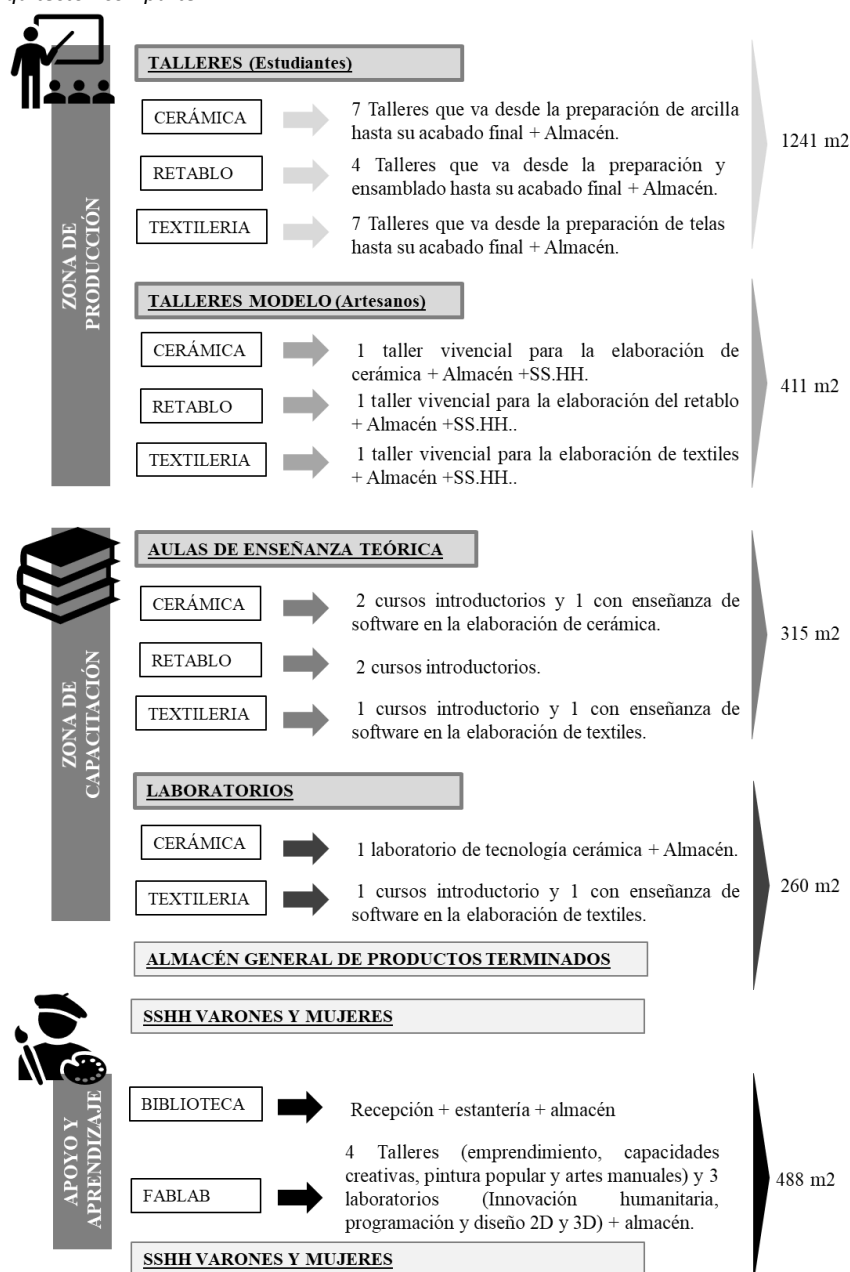 TALLERES (Estudiantes)
CERÁMICA
7 Talleres que va desde la preparación de arcilla
hasta su acabado final + Almacén.
RETABLO
4 Talleres que va desde la preparación y
ensamblado hasta su acabado final + Almacén.
TEXTILERIA
7 Talleres que va desde la preparación de telas
hasta su acabado final + Almacén.
1241 m2
ZONA DE
PRODUCCIÓN
TALLERES MODELO (Artesanos)
CERÁMICA
1 taller vivencial para la elaboración de
cerámica + Almacén +SS.HH.
RETABLO
1 taller vivencial para la elaboración del retablo
+ Almacén +SS.HH..
TEXTILERIA
1 taller vivencial para la elaboración de textiles
+ Almacén +SS.HH..
411 m2
AULAS DE ENSEÑANZA TEÓRICA
CERÁMICA
2 cursos introductorios y 1 con enseñanza de
software en la elaboración de cerámica.
RETABLO
2 cursos introductorios.
TEXTILERIA
1 cursos introductorio y 1 con enseñanza de
software en la elaboración de textiles.
315 m2
ZONA DE
CAPACITACIÓN
LABORATORIOS
CERÁMICA
1 laboratorio de tecnología cerámica + Almacén.
TEXTILERIA
1 cursos introductorio y 1 con enseñanza de
software en la elaboración de textiles.
260 m2
ALMACÉN GENERAL DE PRODUCTOS TERMINADOS
SSHH VARONES Y MUJERES
APOYO Y
APRENDIZAJE
BIBLIOTECA
Recepción + estantería + almacén
FABLAB
4 Talleres (emprendimiento, capacidades
creativas, pintura popular y artes manuales) y 3
laboratorios (Innovación humanitaria,
programación y diseño 2D y 3D) + almacén.
488 m2
SSHH VARONES Y MUJERES